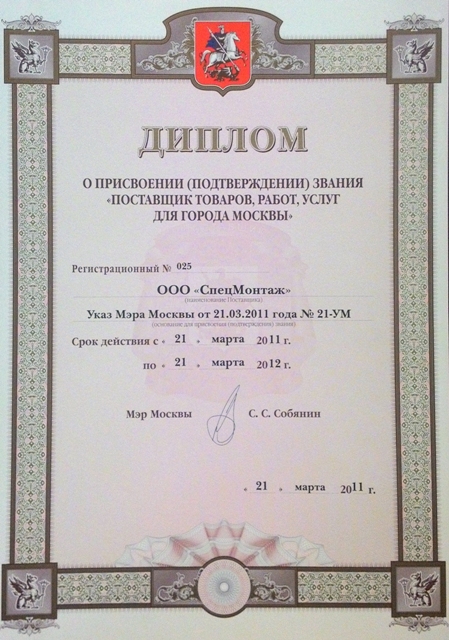 ДИПЛОМ
О ПРИСВОЕНИИ (ПОДТВЕРЖДЕНИИ) ЗВАНИЯ
«ПОСТАВЩИК ТОВАРОВ, РАБОТ, УСЛУГ
ДЛЯ ГОРОДА МОСКВЫ»
Регистрационный № 025
ООО «СпецМонтаж»
(наименование Поставщика)
Указ Мэра Москвы от 21.03.2011 года № 21-УМ
(основание для присвоения (подтверждения) звания)
Срок действия с « 21 » марта 2011 г.
по « 21 » марта 2012 г.
Мэр Москвы С. С. Собянин
« 21 » марта 2011 г.